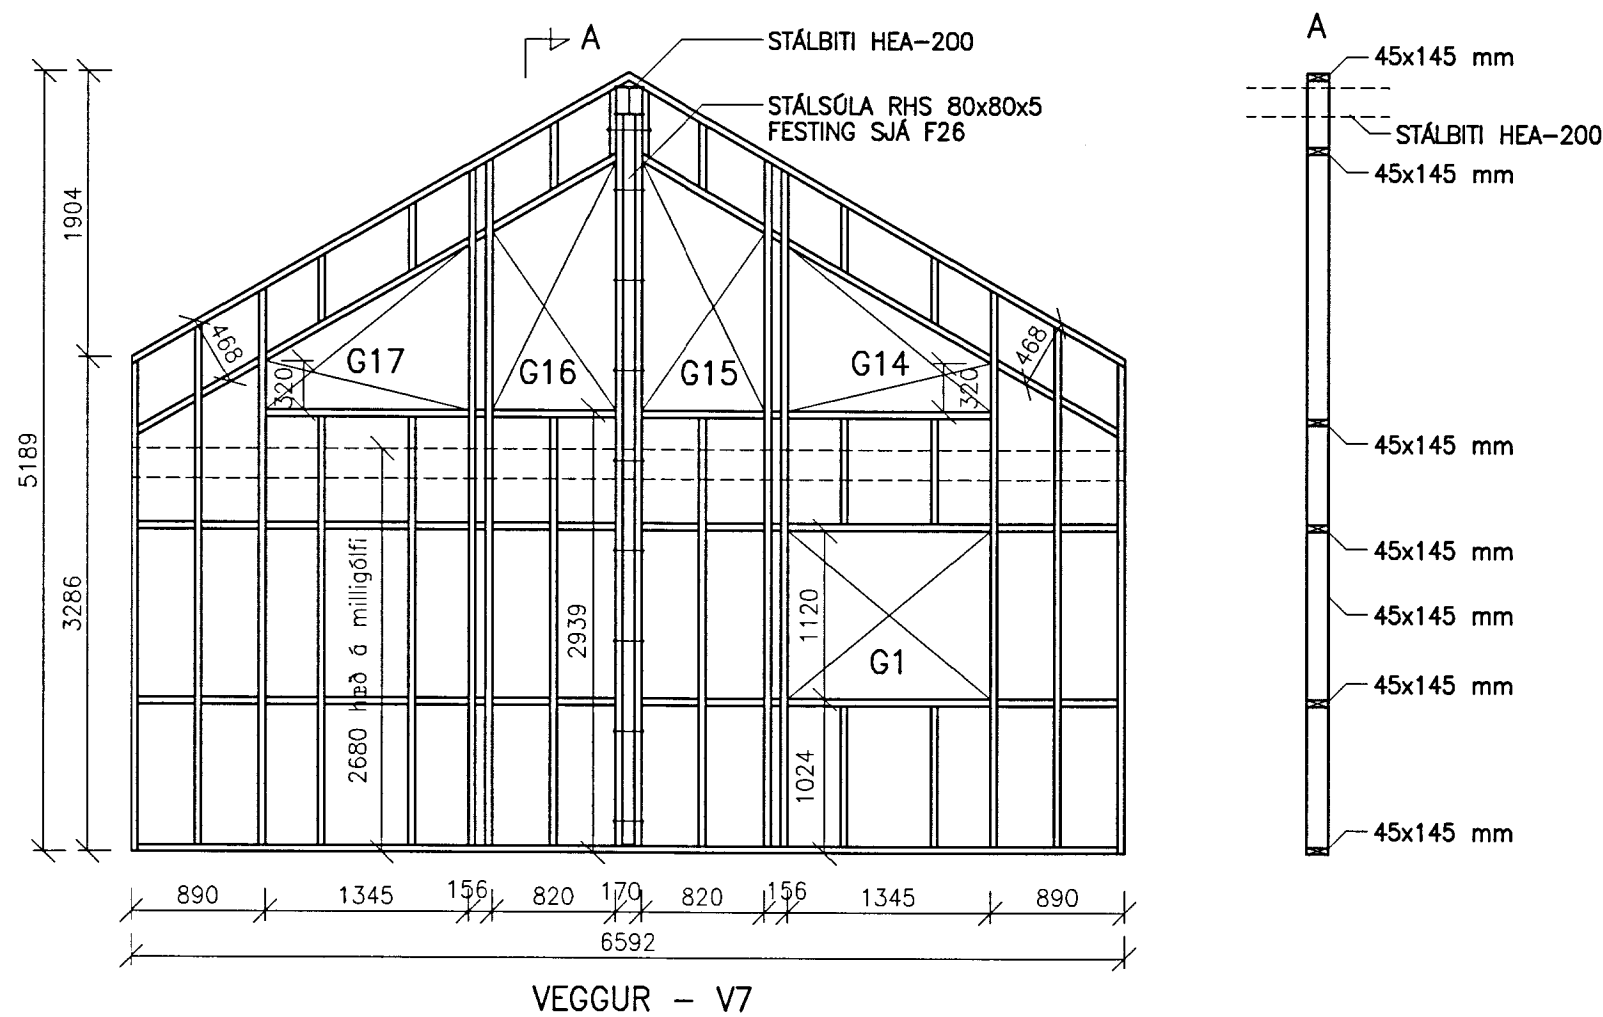 A
STÁLBITI HEA-200
STÁLSÚLA RHS 80x80x5
FESTING SJÁ F26
A
45x145 mm
STÁLBITI HEA-200
45x145 mm
1904
468
468
G17
G16
G15
G14
320
320
5189
45x145 mm
3286
2680 hæð á milligólfi
2939
1120
45x145 mm
45x145 mm
G1
45x145 mm
1024
45x145 mm
890
1345
156
820
170
820
156
1345
890
6592
VEGGUR - V7